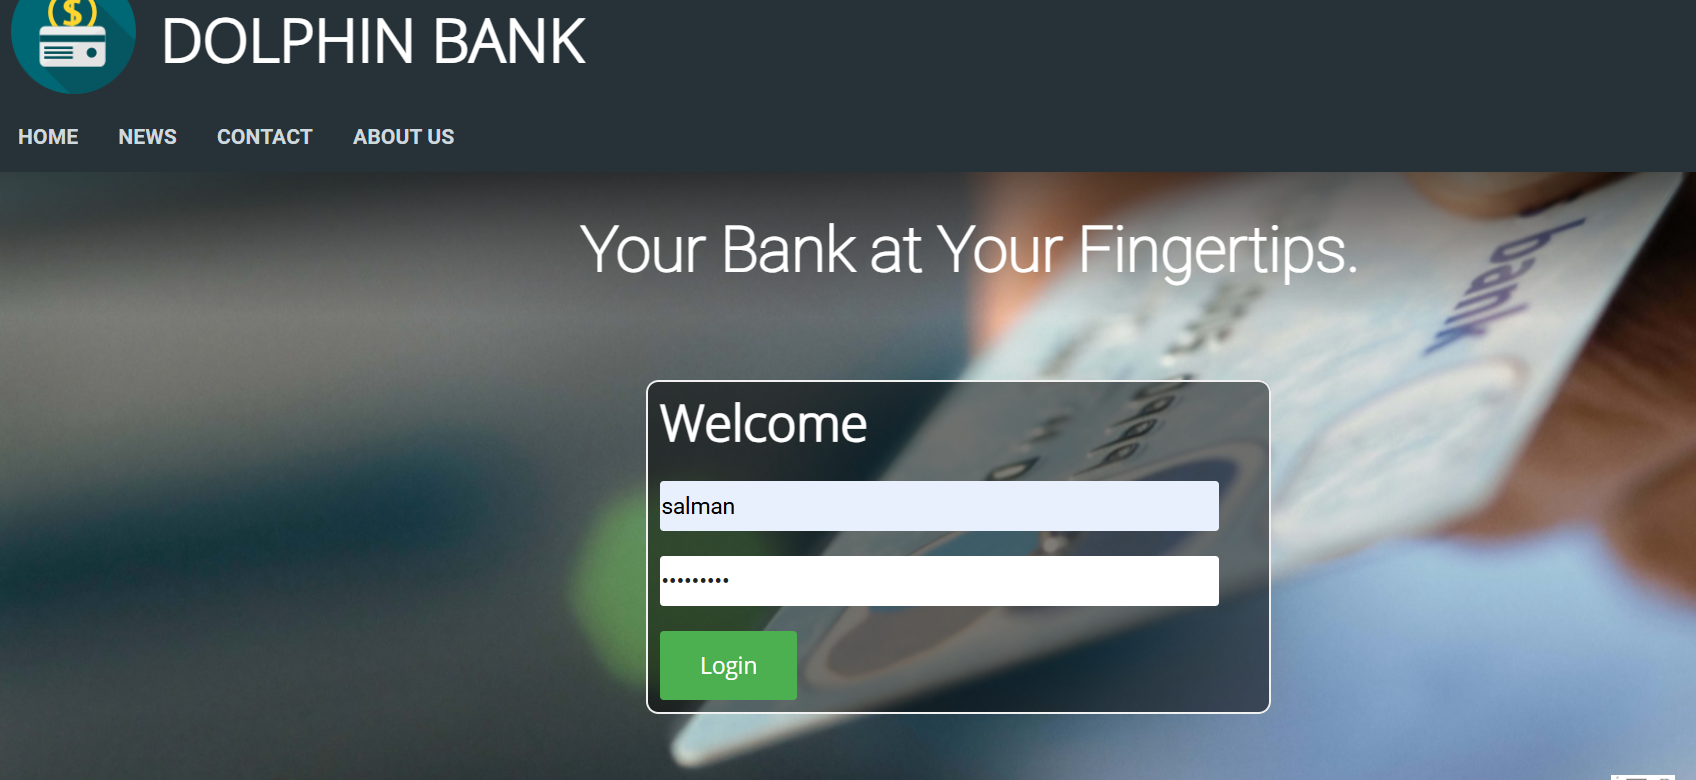 DOLPHIN BANK
HOME NEWS CONTACT ABOUT US
Your Bank at Your Fingertips.
bank
Welcome
salman
•••••••••
Login